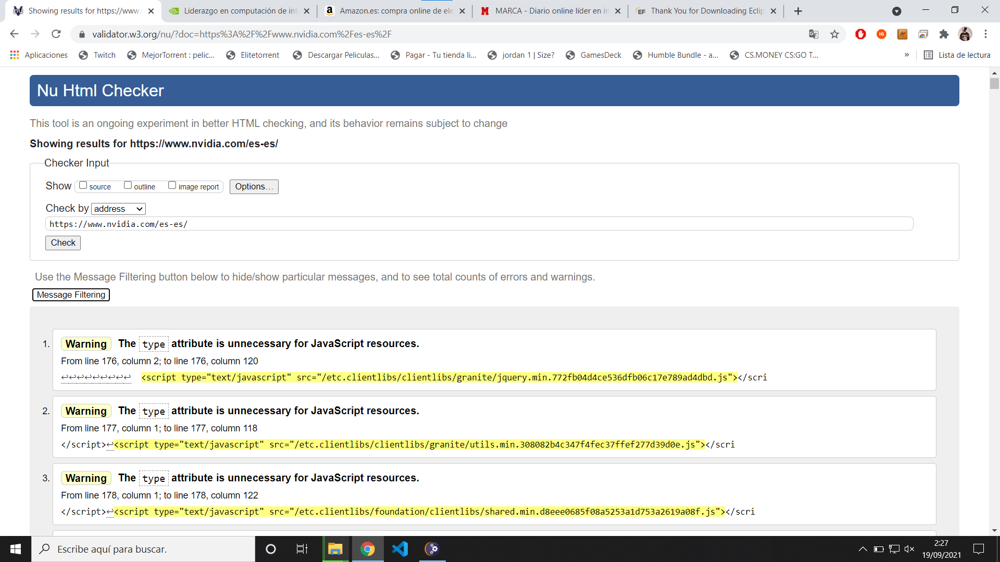 Showing results for https://www.n
Liderazgo en computación de int
Amazon.es: compra online de ele
MARCA - Diario online líder en in
EF Thank You for Downloading Eclip
validator.w3.org/nu/?doc=https%3A%2F%2Fwww.nvidia.com%2Fes-es%2F
Aplicaciones Twitch MejorTorrent : pelic... Elitetorrent Descargar Peliculas... Pagar - Tu tienda li... jordan 1 | Size? GamesDeck Humble Bundle - a... CS.MONEY CS:GO T... » Lista de lectura
Nu Html Checker
This tool is an ongoing experiment in better HTML checking, and its behavior remains subject to change
Showing results for https://www.nvidia.com/es-es/
Checker Input
Show source outline image report Options...
Check by address
https://www.nvidia.com/es-es/
Check
Use the Message Filtering button below to hide/show particular messages, and to see total counts of errors and warnings.
Message Filtering
1. Warning The type attribute is unnecessary for JavaScript resources.
From line 176, column 2; to line 176, column 120
↩↩↩↩↩↩↩↩↩ <script type="text/javascript" src="/etc.clientlibs/clientlibs/granite/jquery.min.772fb04d4ce536dfb06c17e789ad4dbd.js"></scri
2. Warning The type attribute is unnecessary for JavaScript resources.
From line 177, column 1; to line 177, column 118
</script>↩<script type="text/javascript" src="/etc.clientlibs/clientlibs/granite/utils.min.308082b4c347f4fec37ffef277d39d0e.js"></scri
3. Warning The type attribute is unnecessary for JavaScript resources.
From line 178, column 1; to line 178, column 122
</script>↩<script type="text/javascript" src="/etc.clientlibs/foundation/clientlibs/shared.min.d8eee0685f08a5253a1d753a2619a08f.js"></scri
Escribe aquí para buscar.
2:27
19/09/2021